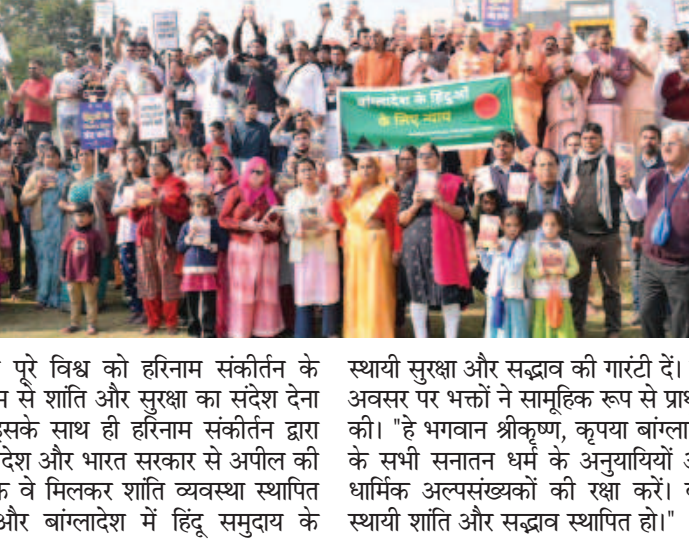 बांग्लादेश के हिंदुओं
के लिए न्याय
पूरे विश्व को हरिनाम संकीर्तन के
से शांति और सुरक्षा का संदेश देना
इसके साथ ही हरिनाम संकीर्तन द्वारा
देश और भारत सरकार से अपील की
वे मिलकर शांति व्यवस्था स्थापित
और बांग्लादेश में हिंदू समुदाय के
स्थायी सुरक्षा और सद्भाव की गारंटी दें।
अवसर पर भक्तों ने सामूहिक रूप से
की। "हे भगवान श्रीकृष्ण, कृपया
के सभी सनातन धर्म के अनुयायियों
धार्मिक अल्पसंख्यकों की रक्षा करें।
स्थायी शांति और सद्भाव स्थापित हो।"